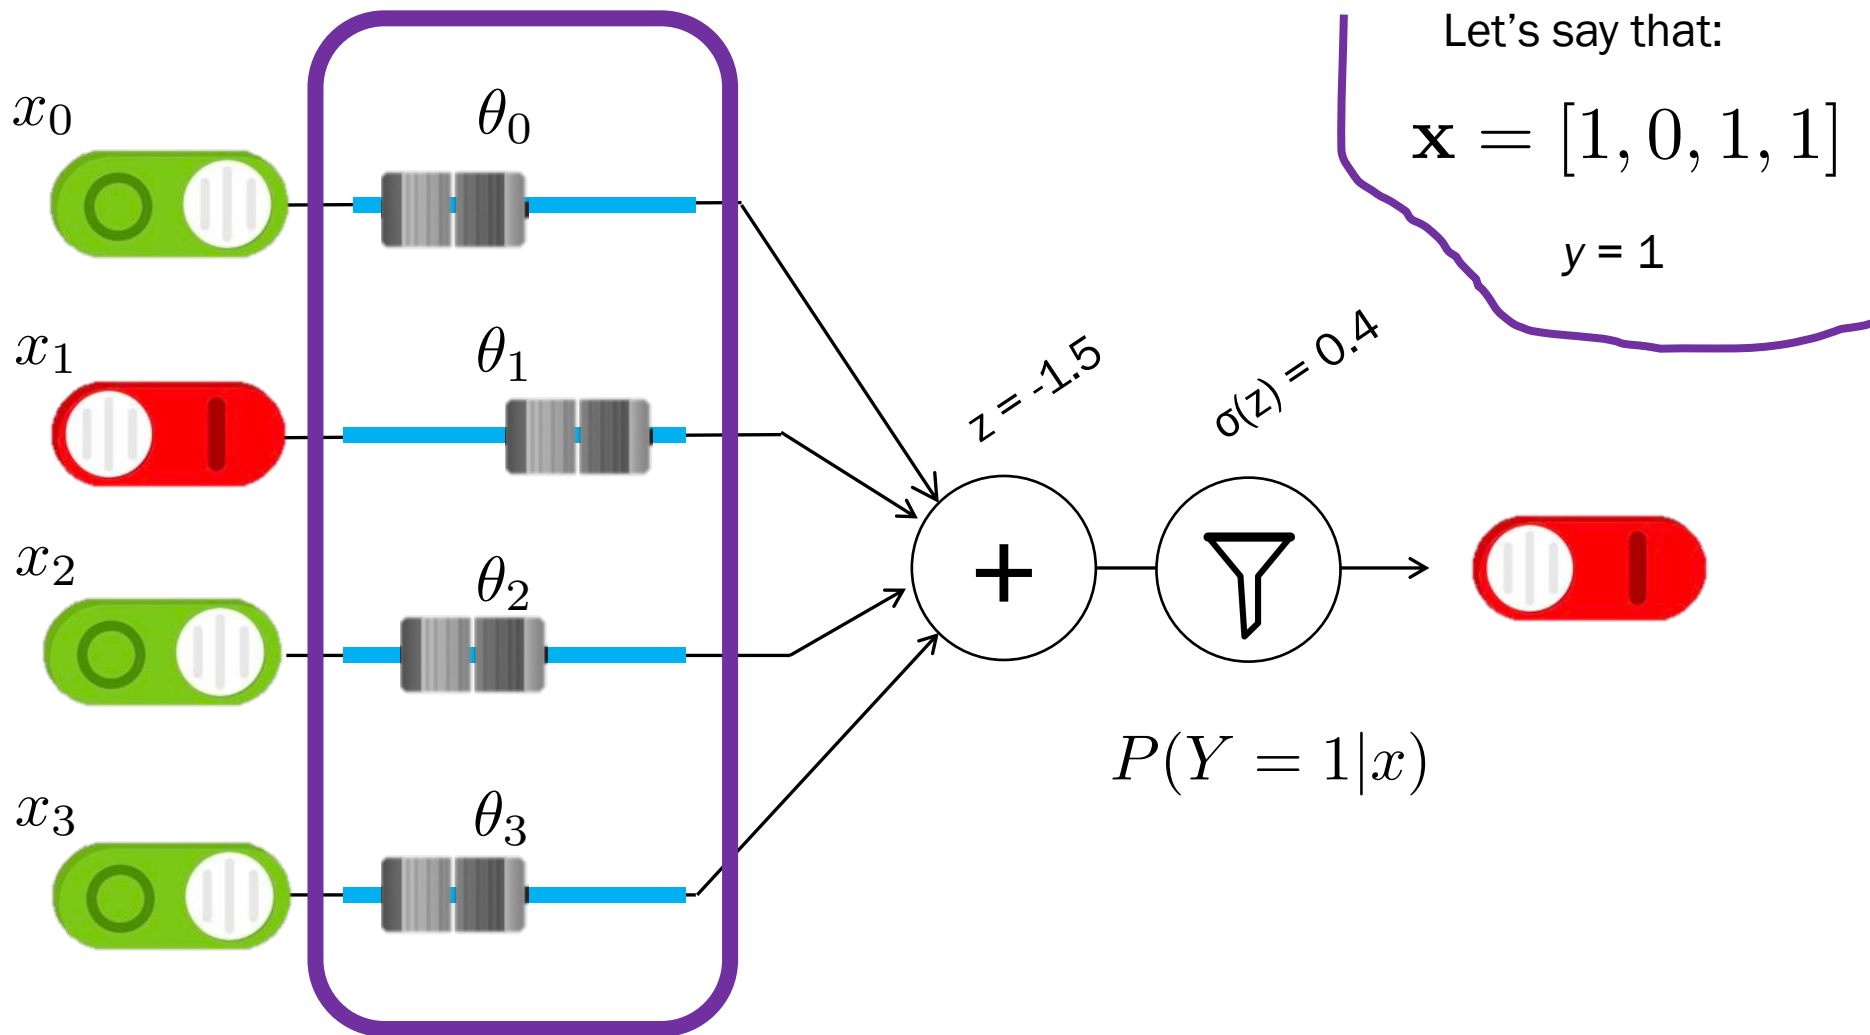 Let's say that:
x = [1, 0, 1, 1]
y = 1
x₀
θ₀
x₁
θ₁
z = -1.5
σ(z) = 0.4
x₂
θ₂
+
P(Y = 1|x)
x₃
θ₃